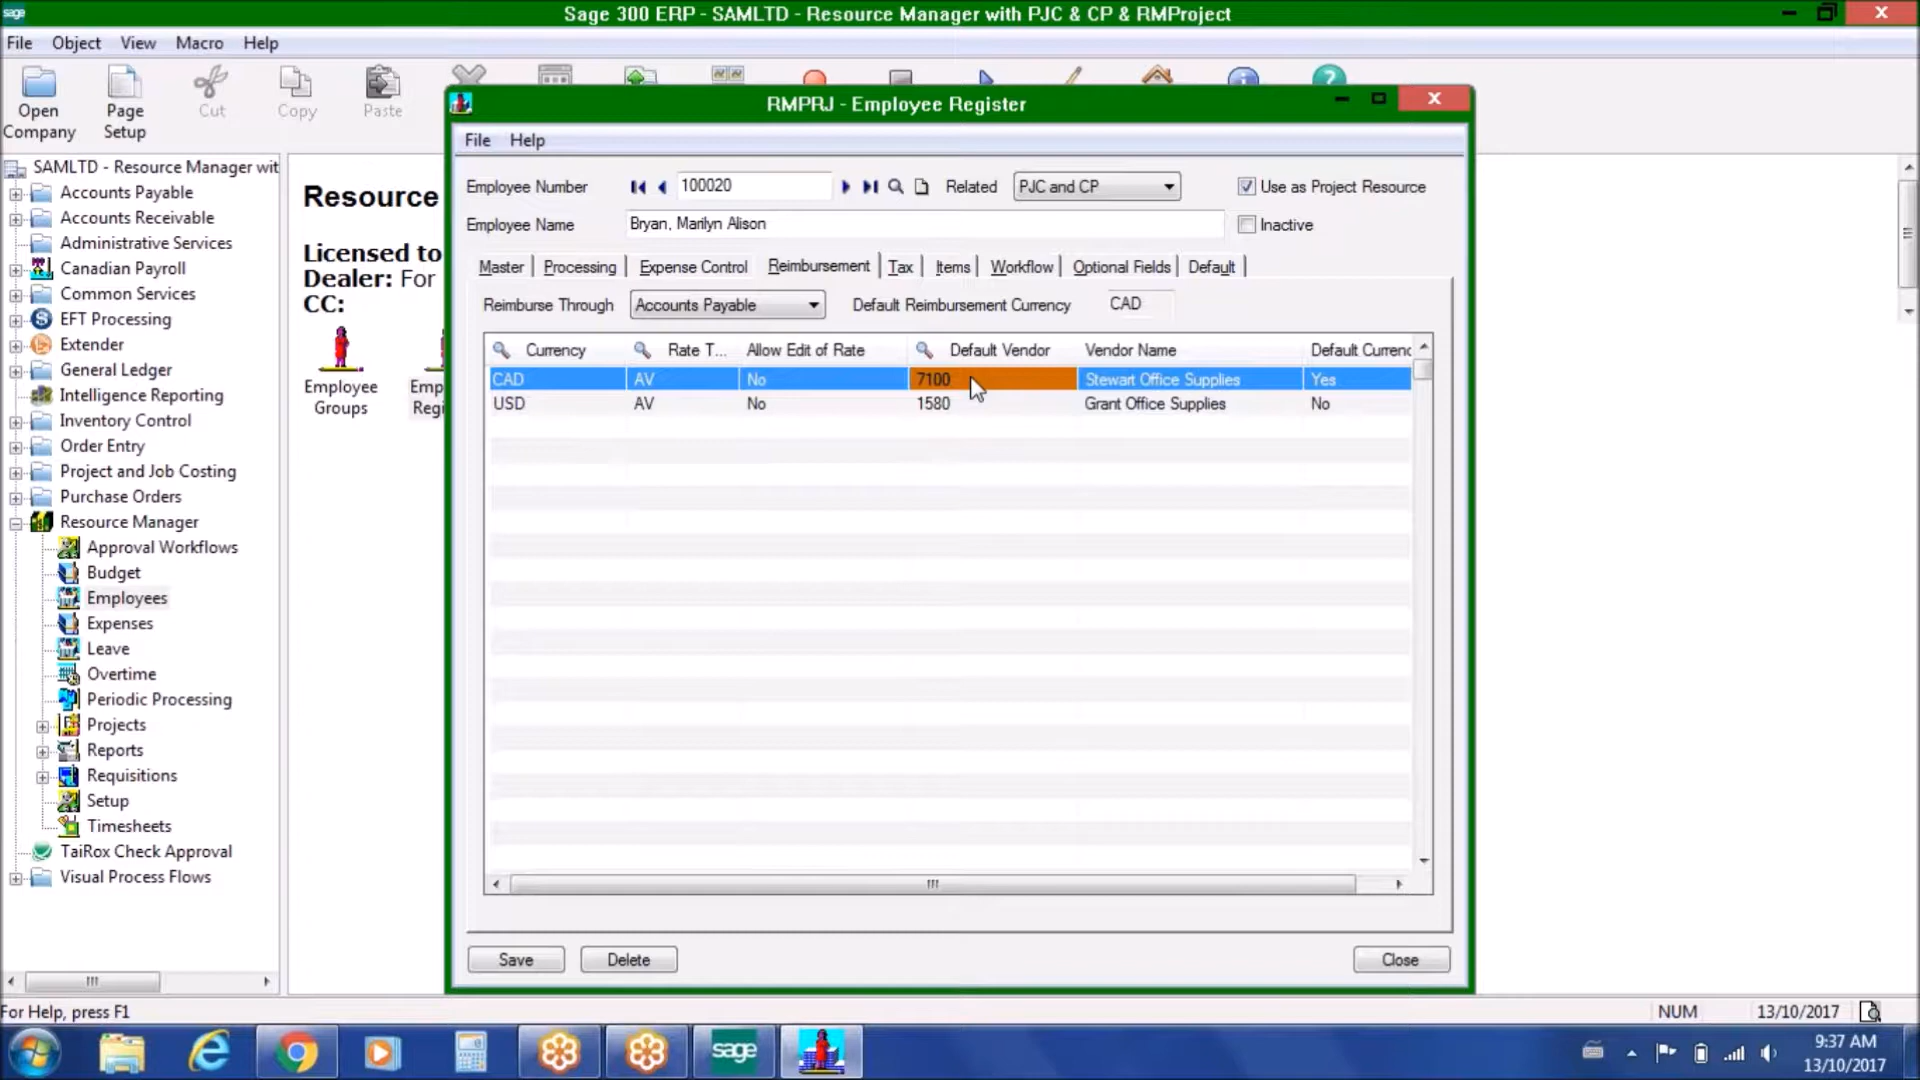 sage
Sage 300 ERP - SAMLTD - Resource Manager with PJC & CP & RMProject
File Object View Macro Help
Open Company
Page Setup
Cut
Copy
Paste
SAMLTD - Resource Manager wit
Accounts Payable
Accounts Receivable
Administrative Services
Canadian Payroll
Common Services
EFT Processing
Extender
General Ledger
Intelligence Reporting
Inventory Control
Order Entry
Project and Job Costing
Purchase Orders
Resource Manager
Approval Workflows
Budget
Employees
Expenses
Leave
Overtime
Periodic Processing
Projects
Reports
Requisitions
Setup
Timesheets
TaiRox Check Approval
Visual Process Flows
Resource
Licensed to
Dealer: For
CC:
Employee Groups
Emp
Regi
RMPRJ - Employee Register
File Help
Employee Number 100020 Related PJC and CP Use as Project Resource
Employee Name Bryan, Marilyn Alison Inactive
Master Processing Expense Control Reimbursement Tax Items Workflow Optional Fields Default
Reimburse Through Accounts Payable Default Reimbursement Currency CAD
Currency Rate T... Allow Edit of Rate Default Vendor Vendor Name Default Currenc
CAD AV No 7100 Stewart Office Supplies Yes
USD AV No 1580 Grant Office Supplies No
Save Delete Close
For Help, press F1 NUM 13/10/2017
sage
9:37 AM
13/10/2017